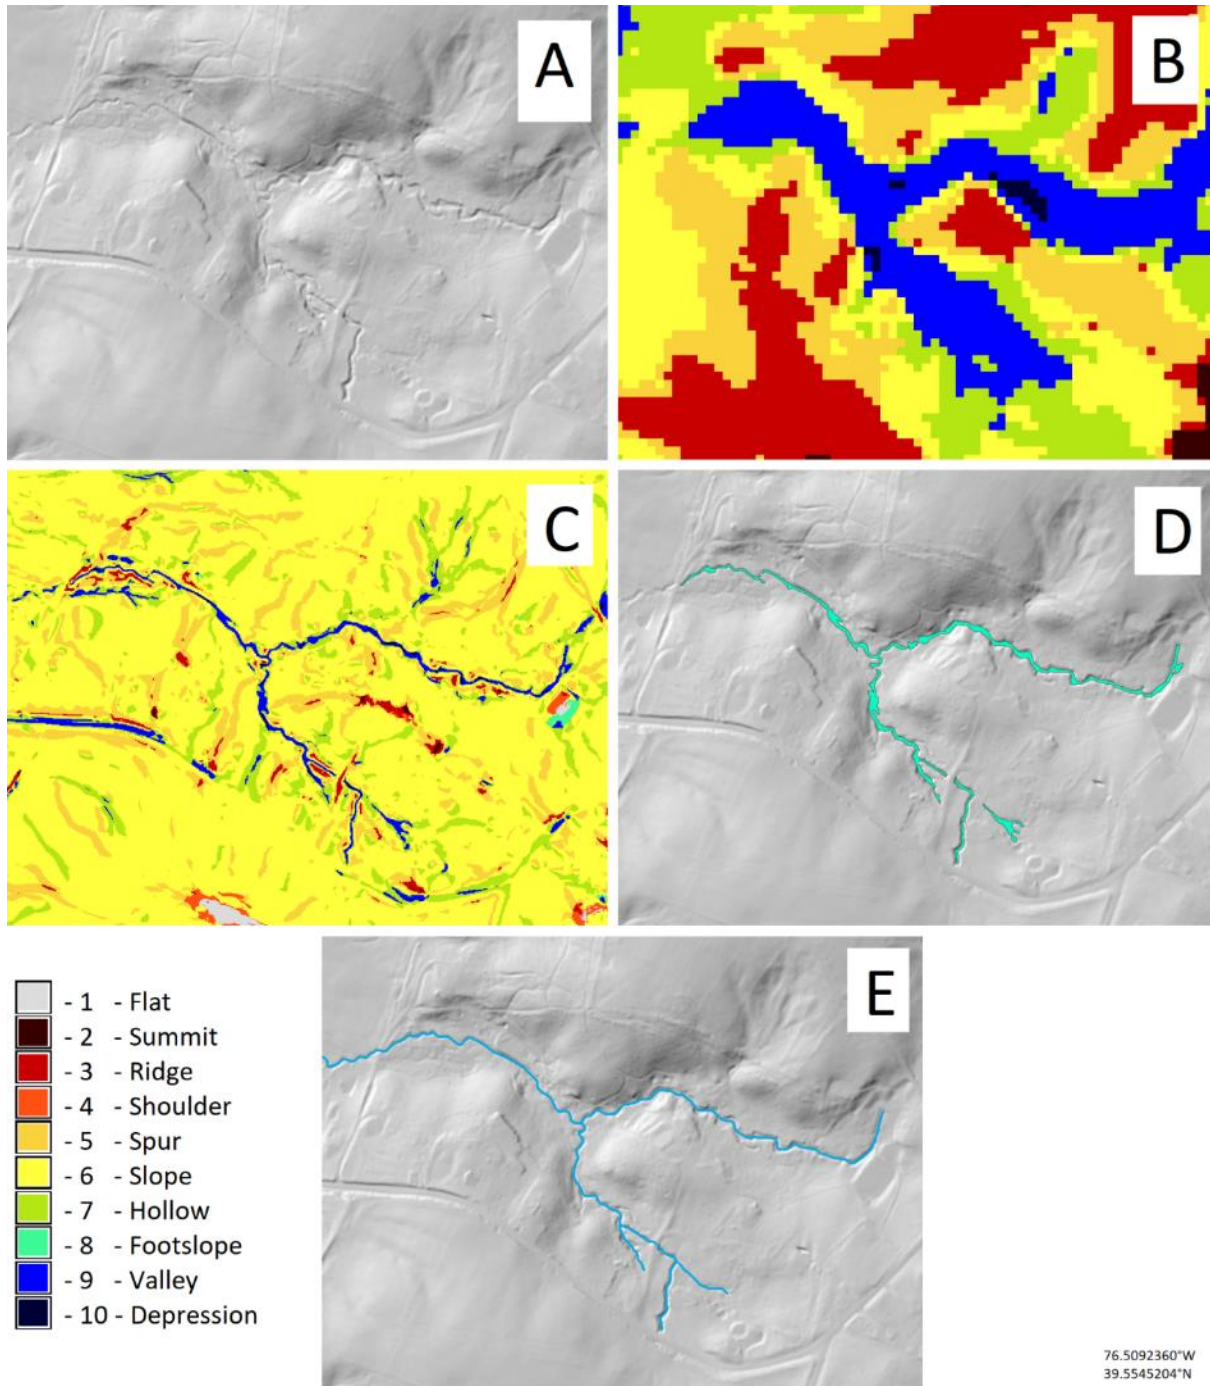 A
B
C
D
E
- 1 - Flat
- 2 - Summit
- 3 - Ridge
- 4 - Shoulder
- 5 - Spur
- 6 - Slope
- 7 - Hollow
- 8 - Footslope
- 9 - Valley
- 10 - Depression
76.5092360°W
39.5545204°N